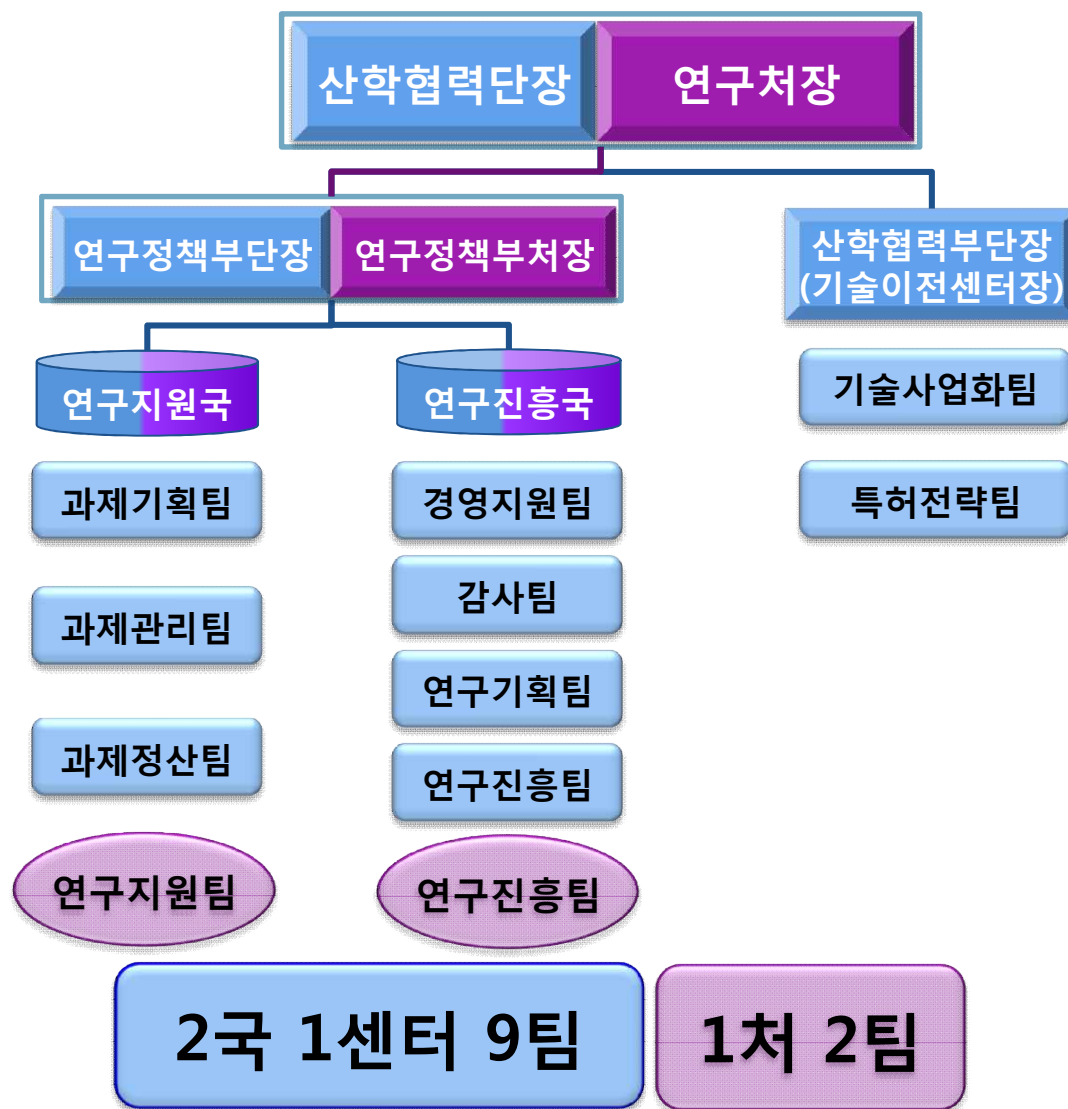 산학협력단장
연구처장
연구정책부단장
연구정책부처장
산학협력부단장
(기술이전센터장)
연구지원국
연구진흥국
기술사업화팀
과제기획팀
경영지원팀
특허전략팀
감사팀
과제관리팀
연구기획팀
과제정산팀
연구진흥팀
연구지원팀
연구진흥팀
2국 1센터 9팀
1처 2팀